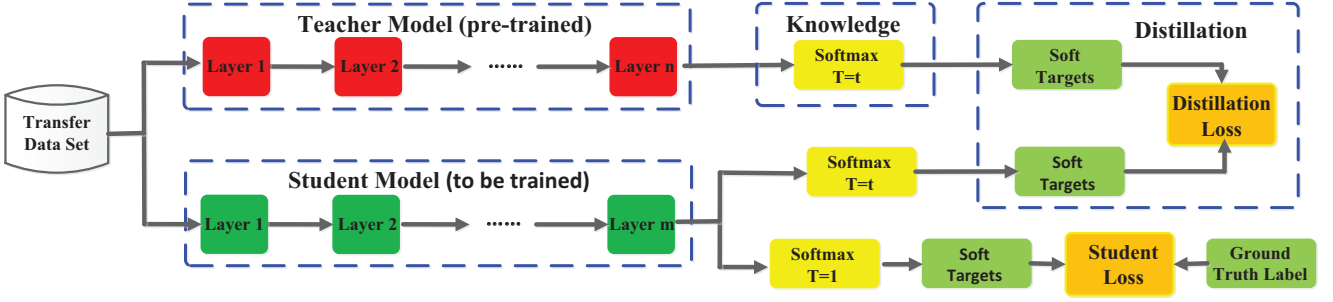 Teacher Model (pre-trained)
Knowledge
Distillation
Layer 1
Layer 2
......
Layer n
Softmax
T=t
Soft
Targets
Distillation
Loss
Transfer
Data Set
Student Model (to be trained)
Layer 1
Layer 2
......
Layer m
Softmax
T=t
Soft
Targets
Softmax
T=1
Soft
Targets
Student
Loss
Ground
Truth Label